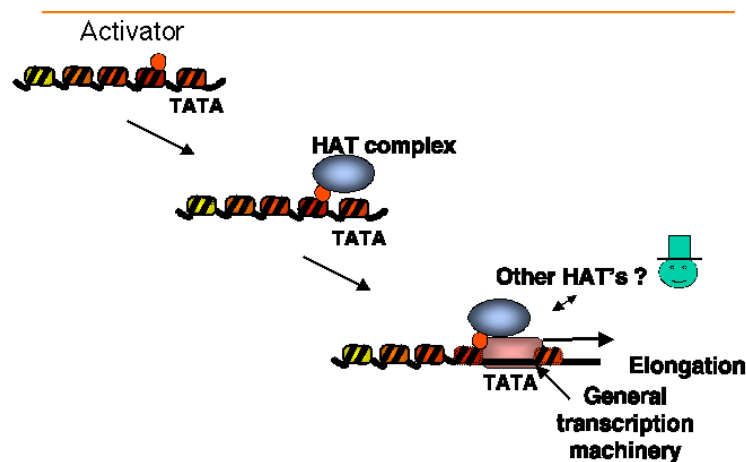 Activator
TATA
HAT complex
TATA
Other HAT's ?
Elongation
TATA
General
transcription
machinery